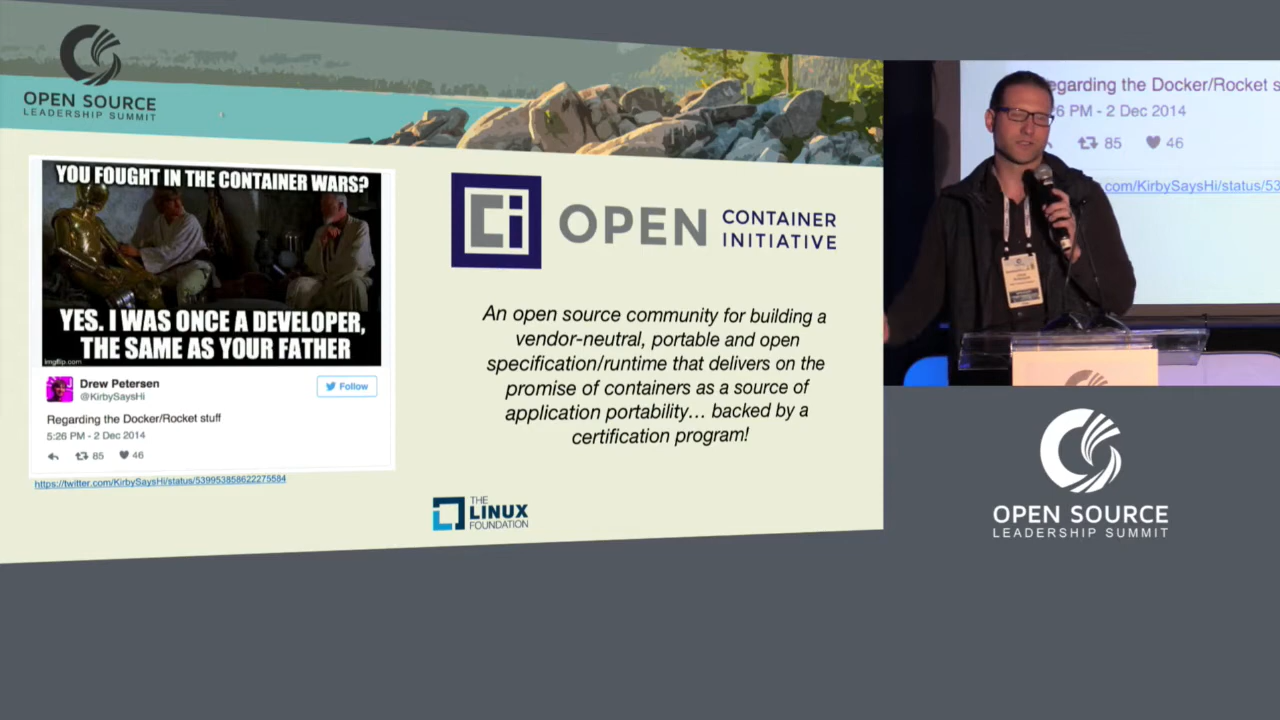 OPEN SOURCE
LEADERSHIP SUMMIT
YOU FOUGHT IN THE CONTAINER WARS?
YES. I WAS ONCE A DEVELOPER,
THE SAME AS YOUR FATHER
imgflip.com
Drew Petersen
@KirbySaysHi
Follow
Regarding the Docker/Rocket stuff
5:26 PM - 2 Dec 2014
85 46
https://twitter.com/KirbySaysHi/status/539953858622275584
Ci OPEN CONTAINER
INITIATIVE
An open source community for building a
vendor-neutral, portable and open
specification/runtime that delivers on the
promise of containers as a source of
application portability… backed by a
certification program!
THE
LINUX
FOUNDATION
egarding the Docker/Rocket s
6 PM - 2 Dec 2014
85 46
.com/KirbySaysHi/status/53
OPEN SOURCE
LEADERSHIP SUMMIT